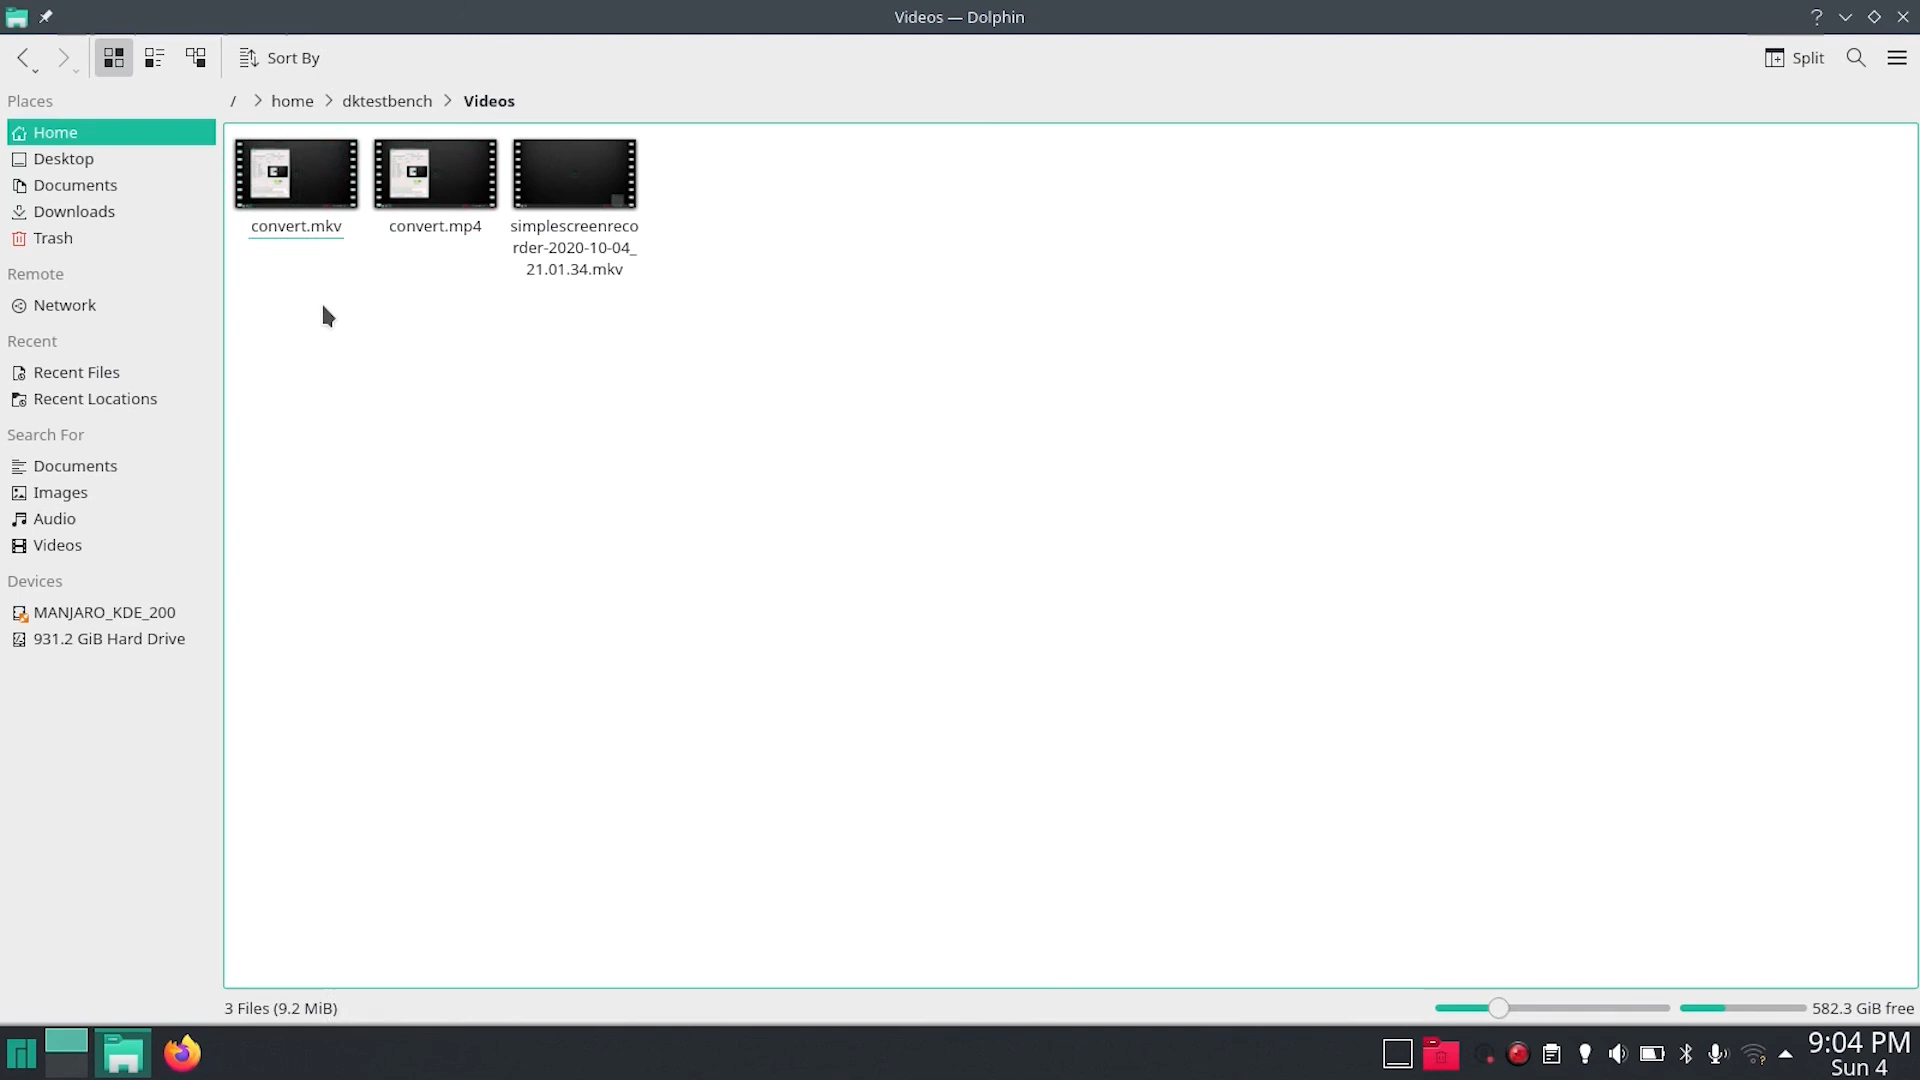 Videos — Dolphin
Sort By
Split
Places
/ > home > dktestbench > Videos
Home
Desktop
Documents
Downloads
Trash
Remote
Network
Recent
Recent Files
Recent Locations
Search For
Documents
Images
Audio
Videos
Devices
MANJARO_KDE_200
931.2 GiB Hard Drive
convert.mkv
convert.mp4
simplescreenreco
rder-2020-10-04_
21.01.34.mkv
3 Files (9.2 MiB)
582.3 GiB free
9:04 PM
Sun 4